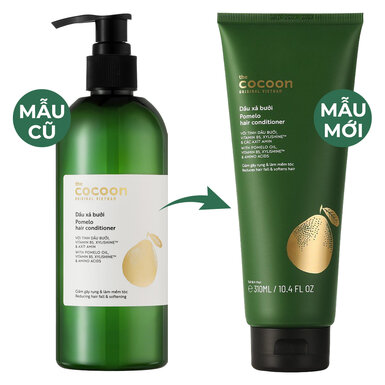 MẪU
CŨ
the
cocoon
ORIGINAL VIETNAM
Dầu xả bưởi
Pomelo
hair conditioner
VỚI TINH DẦU BƯỞI,
VITAMIN B5, XYLISHINE™
& AXIT AMIN
WITH POMELO OIL,
VITAMIN B5, XYLISHINE™
& AMINO ACIDS
Giảm gãy rụng & làm mềm tóc
Reducing hair fall & softening
the
cocoon
ORIGINAL VIETNAM
Dầu xả bưởi
Pomelo
hair conditioner
VỚI TINH DẦU BƯỞI,
VITAMIN B5, XYLISHINE™
& CÁC AXIT AMIN
WITH POMELO OIL,
VITAMIN B5, XYLISHINE™
& AMINO ACIDS
Giảm gãy rụng & làm mềm tóc
Reduces hair fall & softens hair
℮ 310ML / 10.4 FL OZ
MẪU
MỚI